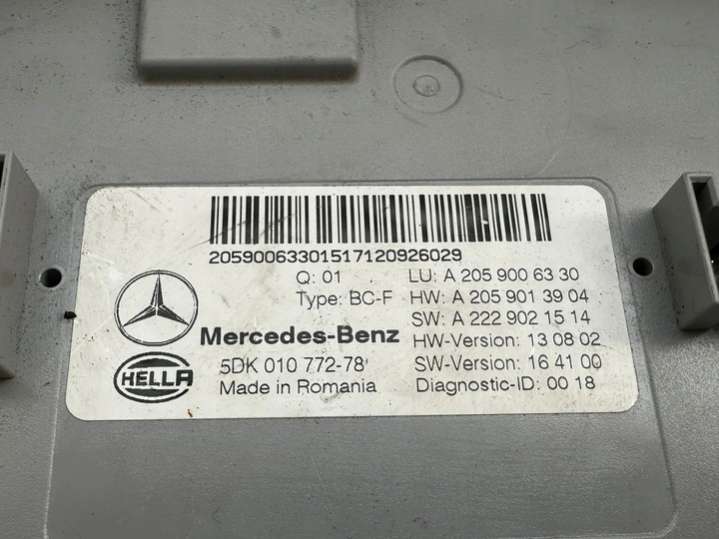 2059006330151712092602​9
Q: 01 LU: A 205 900 63 30
Type: BC-F HW: A 205 901 39 04
SW: A 222 902 15 14
Mercedes-Benz HW-Version: 13 08 02
HELLA 5DK 010 772-78 SW-Version: 16 41 00
Made in Romania Diagnostic-ID: 00 18